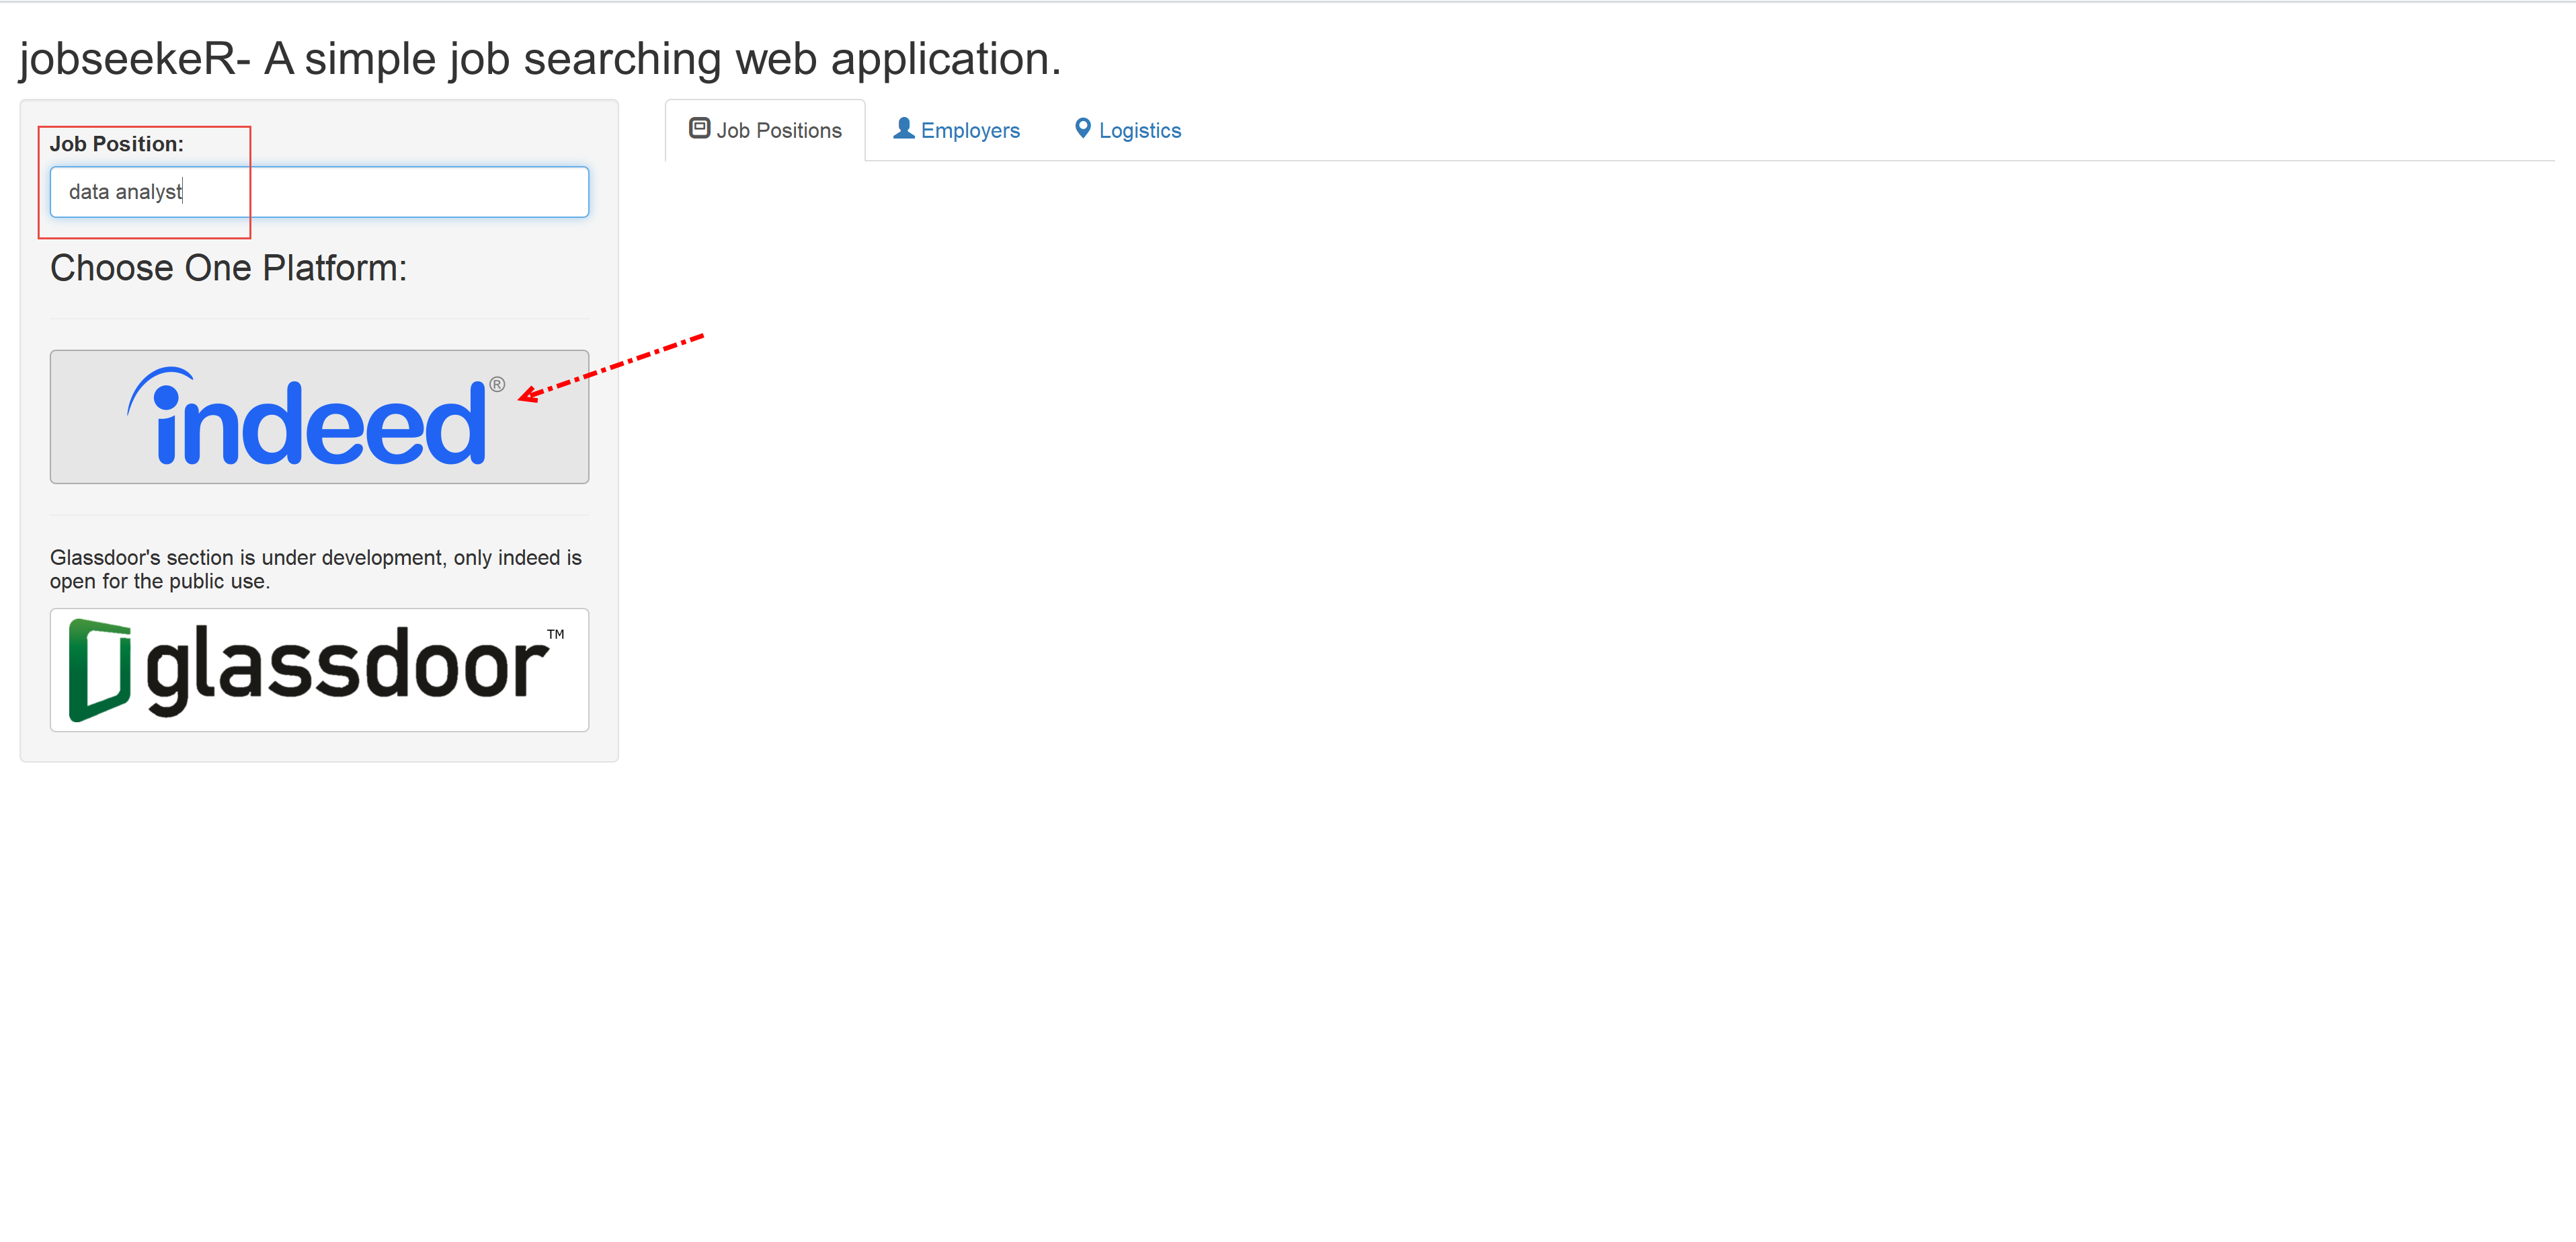 jobseekeR- A simple job searching web application.
Job Position:
data analyst
Choose One Platform:
indeed®
Glassdoor's section is under development, only indeed is
open for the public use.
glassdoor™
Job Positions Employers Logistics